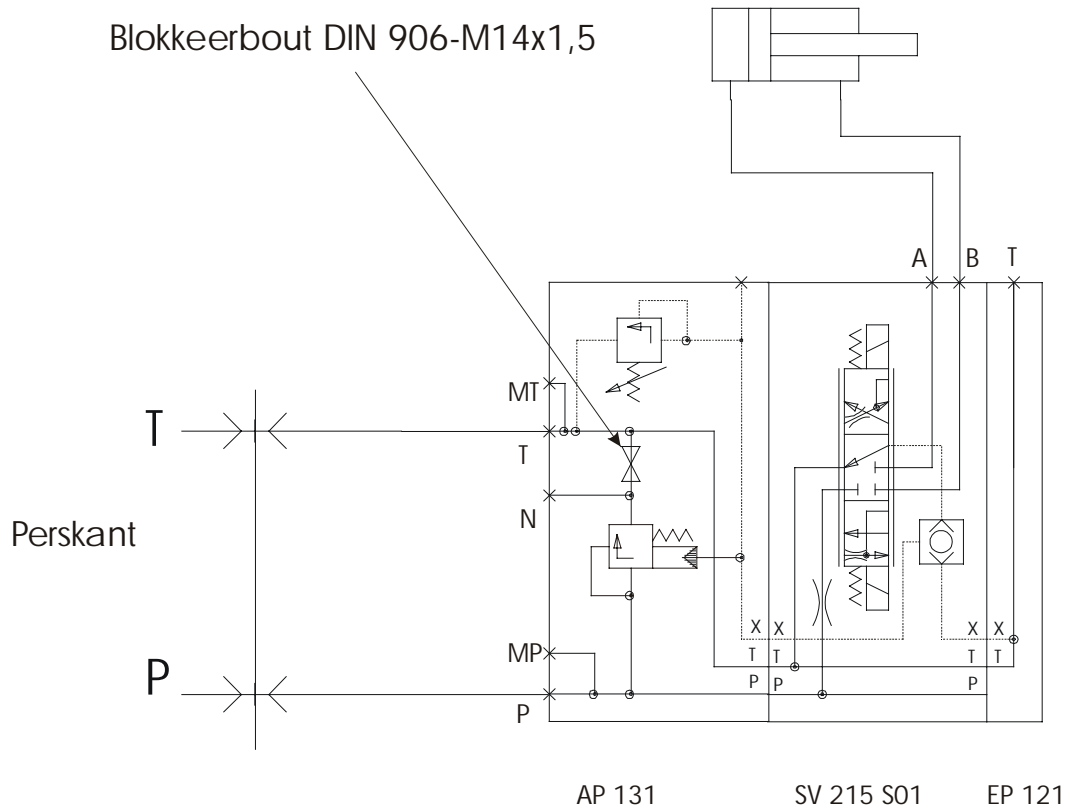 Blokkeerbout DIN 906-M14x1,5
A B T
MT
T
T
N
Perskant
X X X X
MP T T T T
P
P P P
P
AP 131 SV 215 S01 EP 121